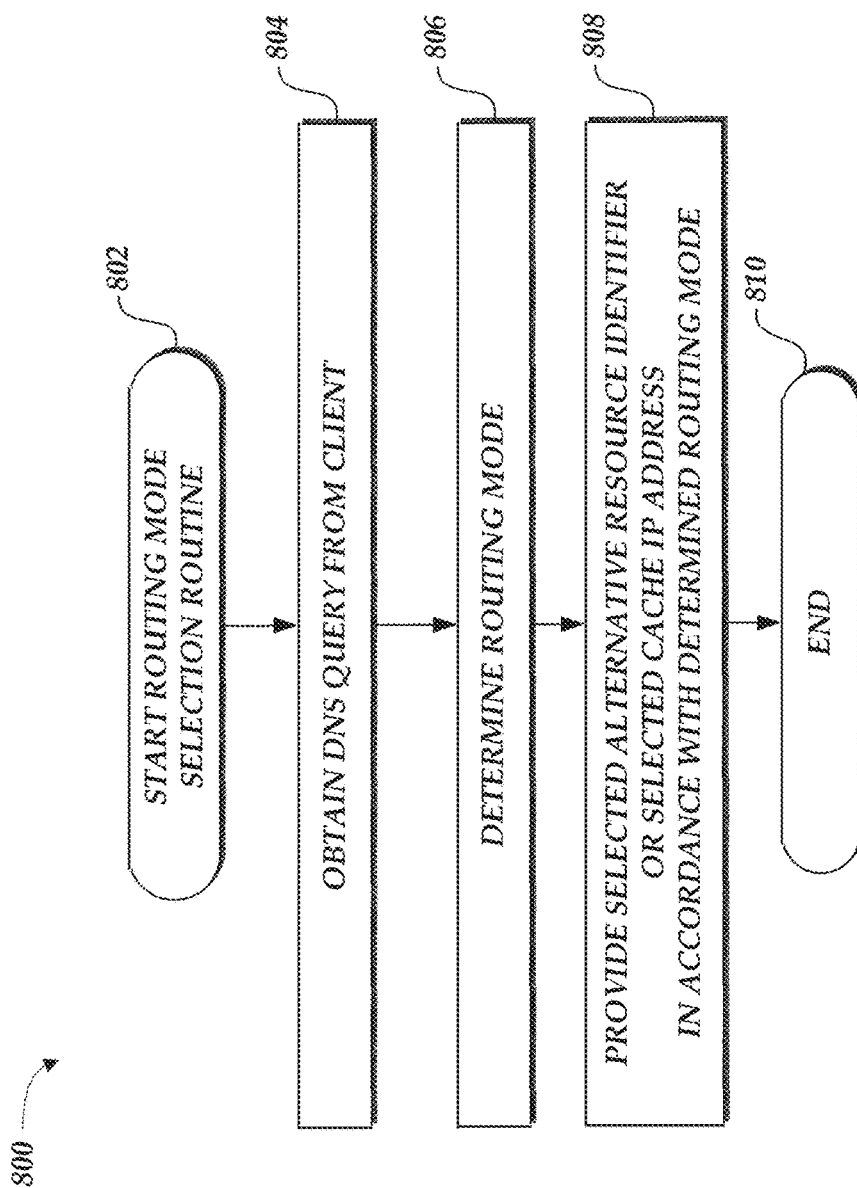 800
802
START ROUTING MODE
SELECTION ROUTINE
804
OBTAIN DNS QUERY FROM CLIENT
806
DETERMINE ROUTING MODE
808
PROVIDE SELECTED ALTERNATIVE RESOURCE IDENTIFIER
OR SELECTED CACHE IP ADDRESS
IN ACCORDANCE WITH DETERMINED ROUTING MODE
810
END